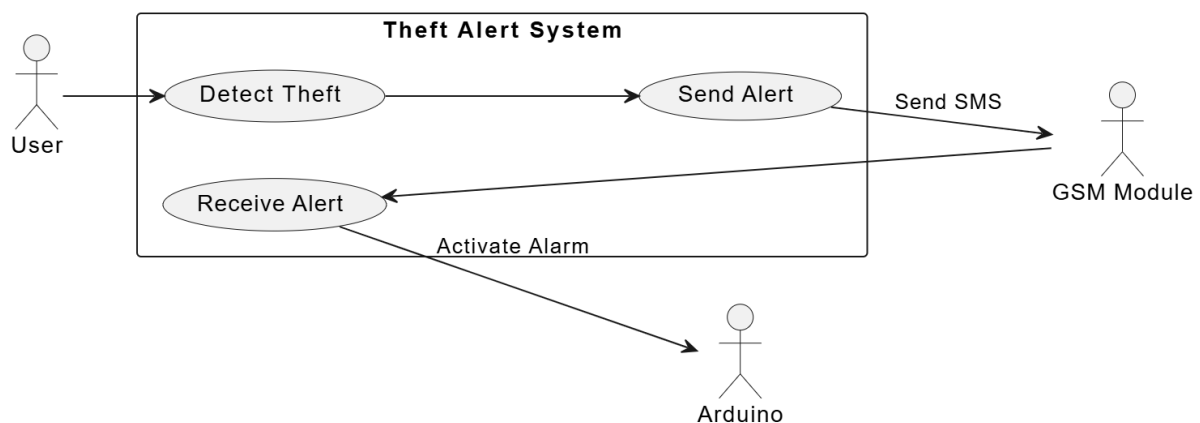 Theft Alert System
Detect Theft
Send Alert
Send SMS
User
Receive Alert
GSM Module
Activate Alarm
Arduino